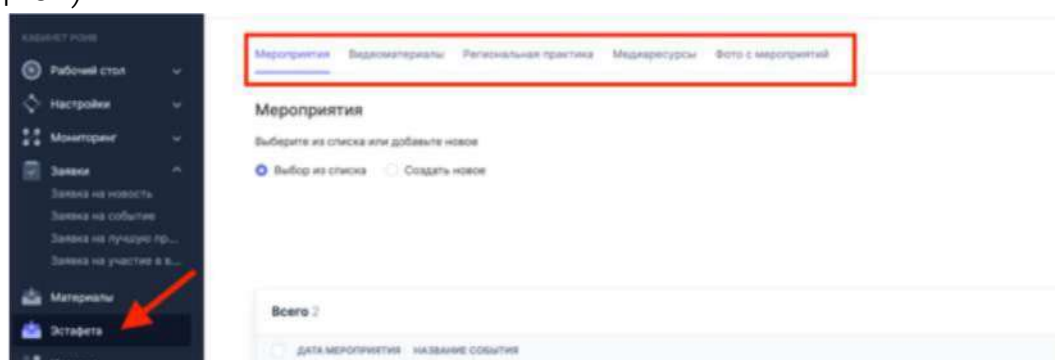 КАБИНЕТ РОИВ
Рабочий стол
Настройки
Мониторинг
Заявки
Заявка на новость
Заявка на событие
Заявка на лучшую пр...
Заявка на участие в в...
Материалы
Эстафета
Мероприятия Видеоматериалы Региональная практика Медиаресурсы Фото с мероприятий
Мероприятия
Выберите из списка или добавьте новое
Выбор из списка Создать новое
Всего 2
ДАТА МЕРОПРИЯТИЯ НАЗВАНИЕ СОБЫТИЯ